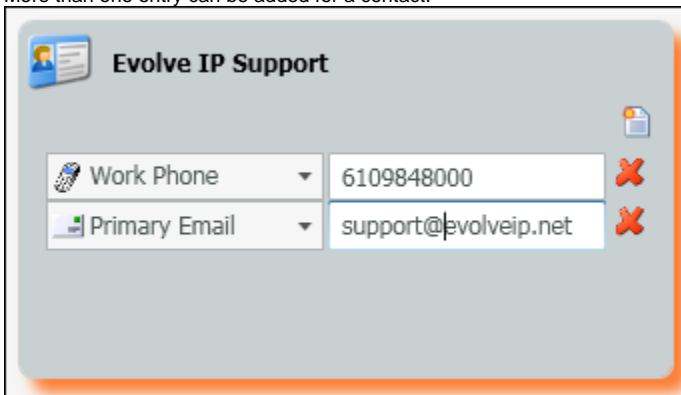 More than one entry can be added for a contact.
Evolve IP Support
Work Phone 6109848000
Primary Email support@evolveip.net